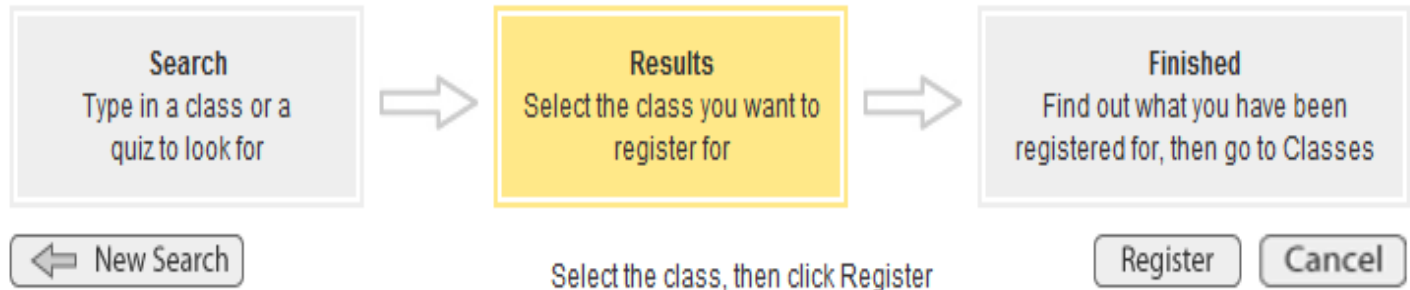 Search
Type in a class or a
quiz to look for
Results
Select the class you want to
register for
Finished
Find out what you have been
registered for, then go to Classes
New Search
Select the class, then click Register
Register
Cancel